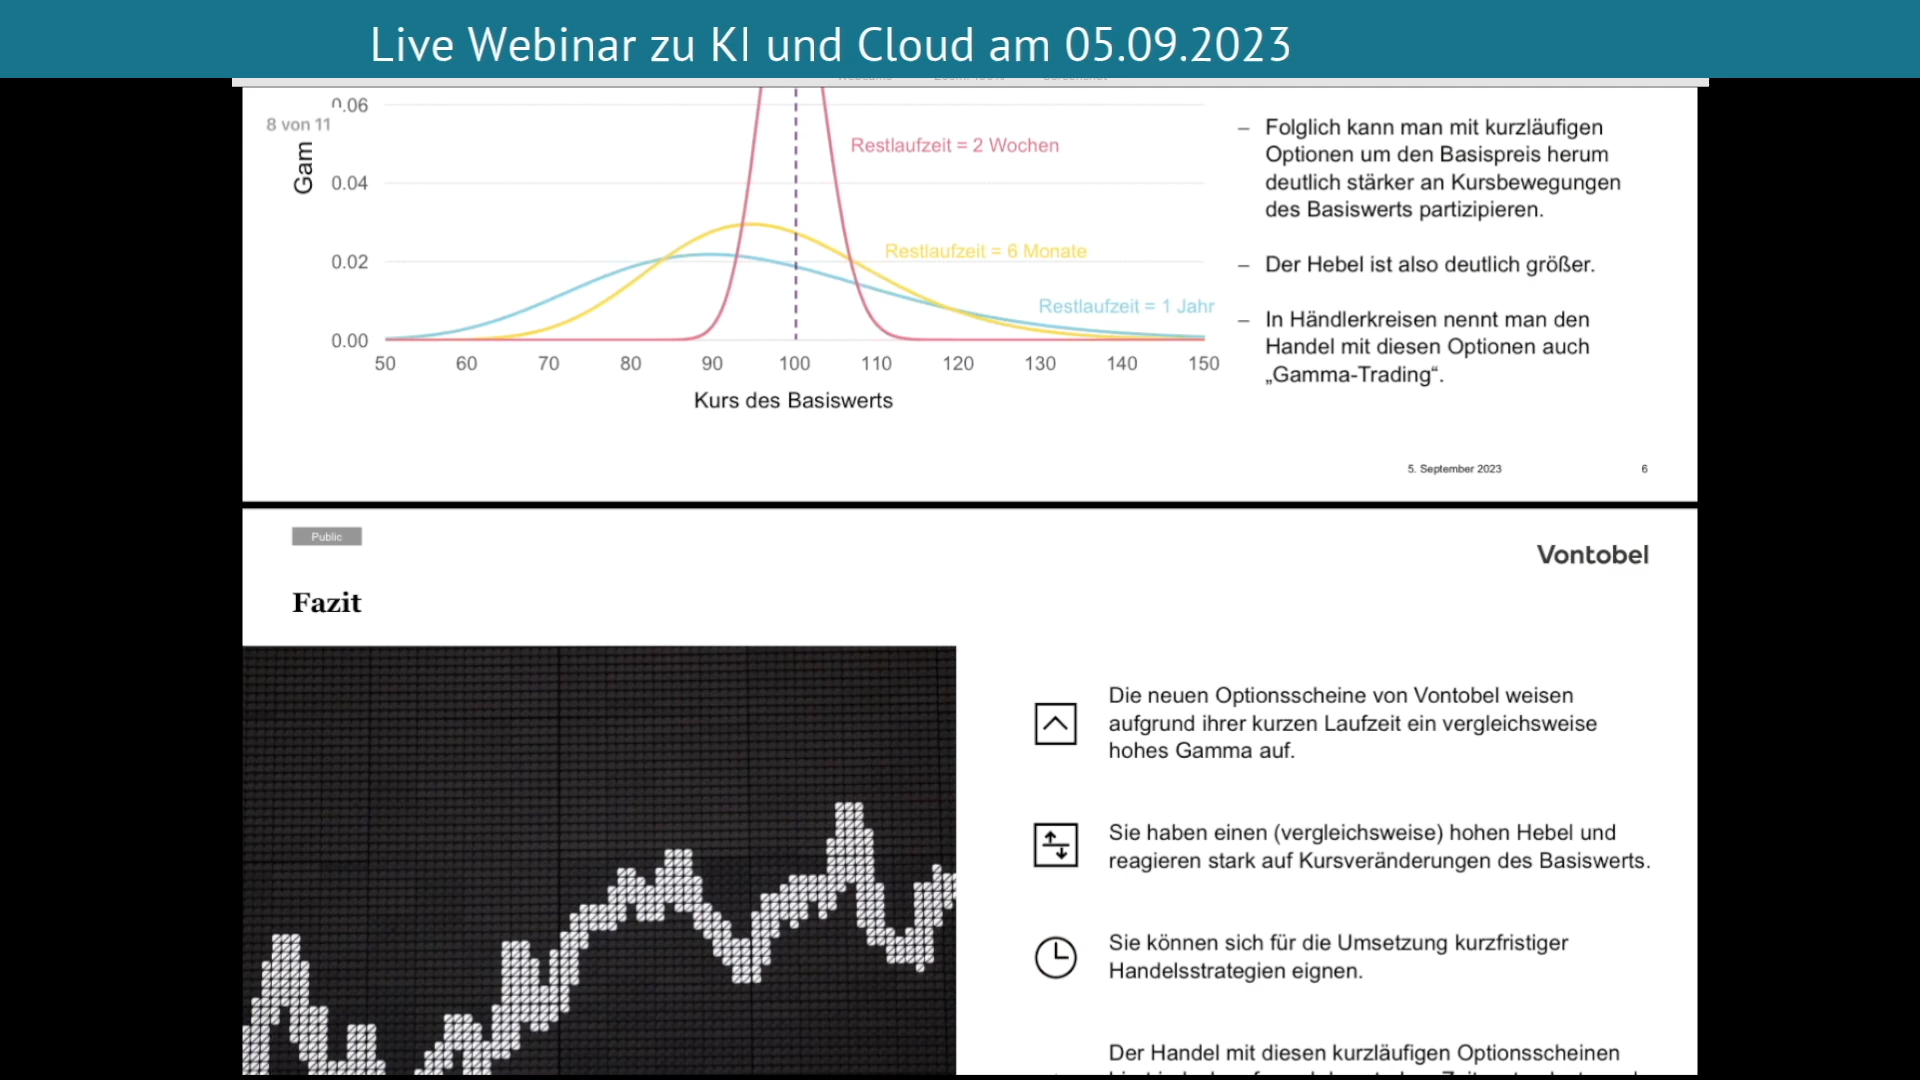 Live Webinar zu KI und Cloud am 05.09.2023
8 von 11
Gam
0.06
0.04
0.02
0.00
50 60 70 80 90 100 110 120 130 140 150
Kurs des Basiswerts
Restlaufzeit = 2 Wochen
Restlaufzeit = 6 Monate
Restlaufzeit = 1 Jahr
– Folglich kann man mit kurzläufigen
Optionen um den Basispreis herum
deutlich stärker an Kursbewegungen
des Basiswerts partizipieren.
– Der Hebel ist also deutlich größer.
– In Händlerkreisen nennt man den
Handel mit diesen Optionen auch
„Gamma-Trading“.
5. September 2023 6
Public
Vontobel
Fazit
Die neuen Optionsscheine von Vontobel weisen
aufgrund ihrer kurzen Laufzeit ein vergleichsweise
hohes Gamma auf.
Sie haben einen (vergleichsweise) hohen Hebel und
reagieren stark auf Kursveränderungen des Basiswerts.
Sie können sich für die Umsetzung kurzfristiger
Handelsstrategien eignen.
Der Handel mit diesen kurzläufigen Optionsscheinen